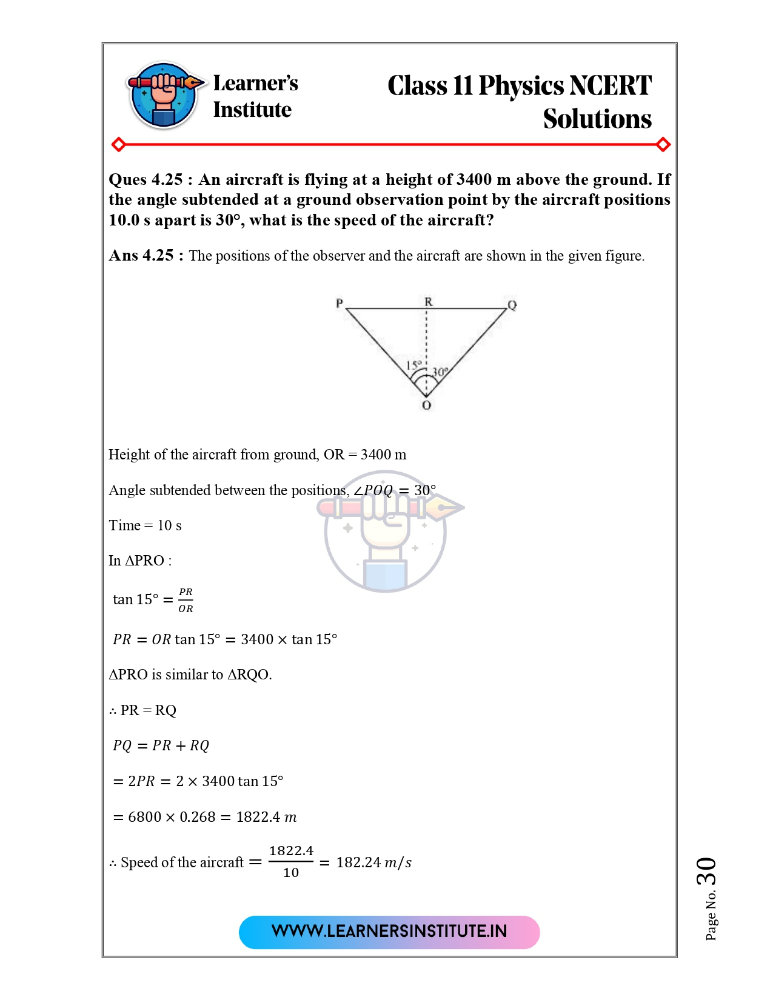 Learner's
Institute
Class 11 Physics NCERT
Solutions
Ques 4.25 : An aircraft is flying at a height of 3400 m above the ground. If
the angle subtended at a ground observation point by the aircraft positions
10.0 s apart is 30°, what is the speed of the aircraft?
Ans 4.25 : The positions of the observer and the aircraft are shown in the given figure.
P R Q
15° 30°
O
Height of the aircraft from ground, OR = 3400 m
Angle subtended between the positions, ∠POQ = 30°
Time = 10 s
In ΔPRO :
tan 15° = PR/OR
PR = OR tan 15° = 3400 × tan 15°
ΔPRO is similar to ΔRQO.
∴ PR = RQ
PQ = PR + RQ
= 2PR = 2 × 3400 tan 15°
= 6800 × 0.268 = 1822.4 m
∴ Speed of the aircraft = 1822.4/10 = 182.24 m/s
Page No. 30
WWW.LEARNERSINSTITUTE.IN